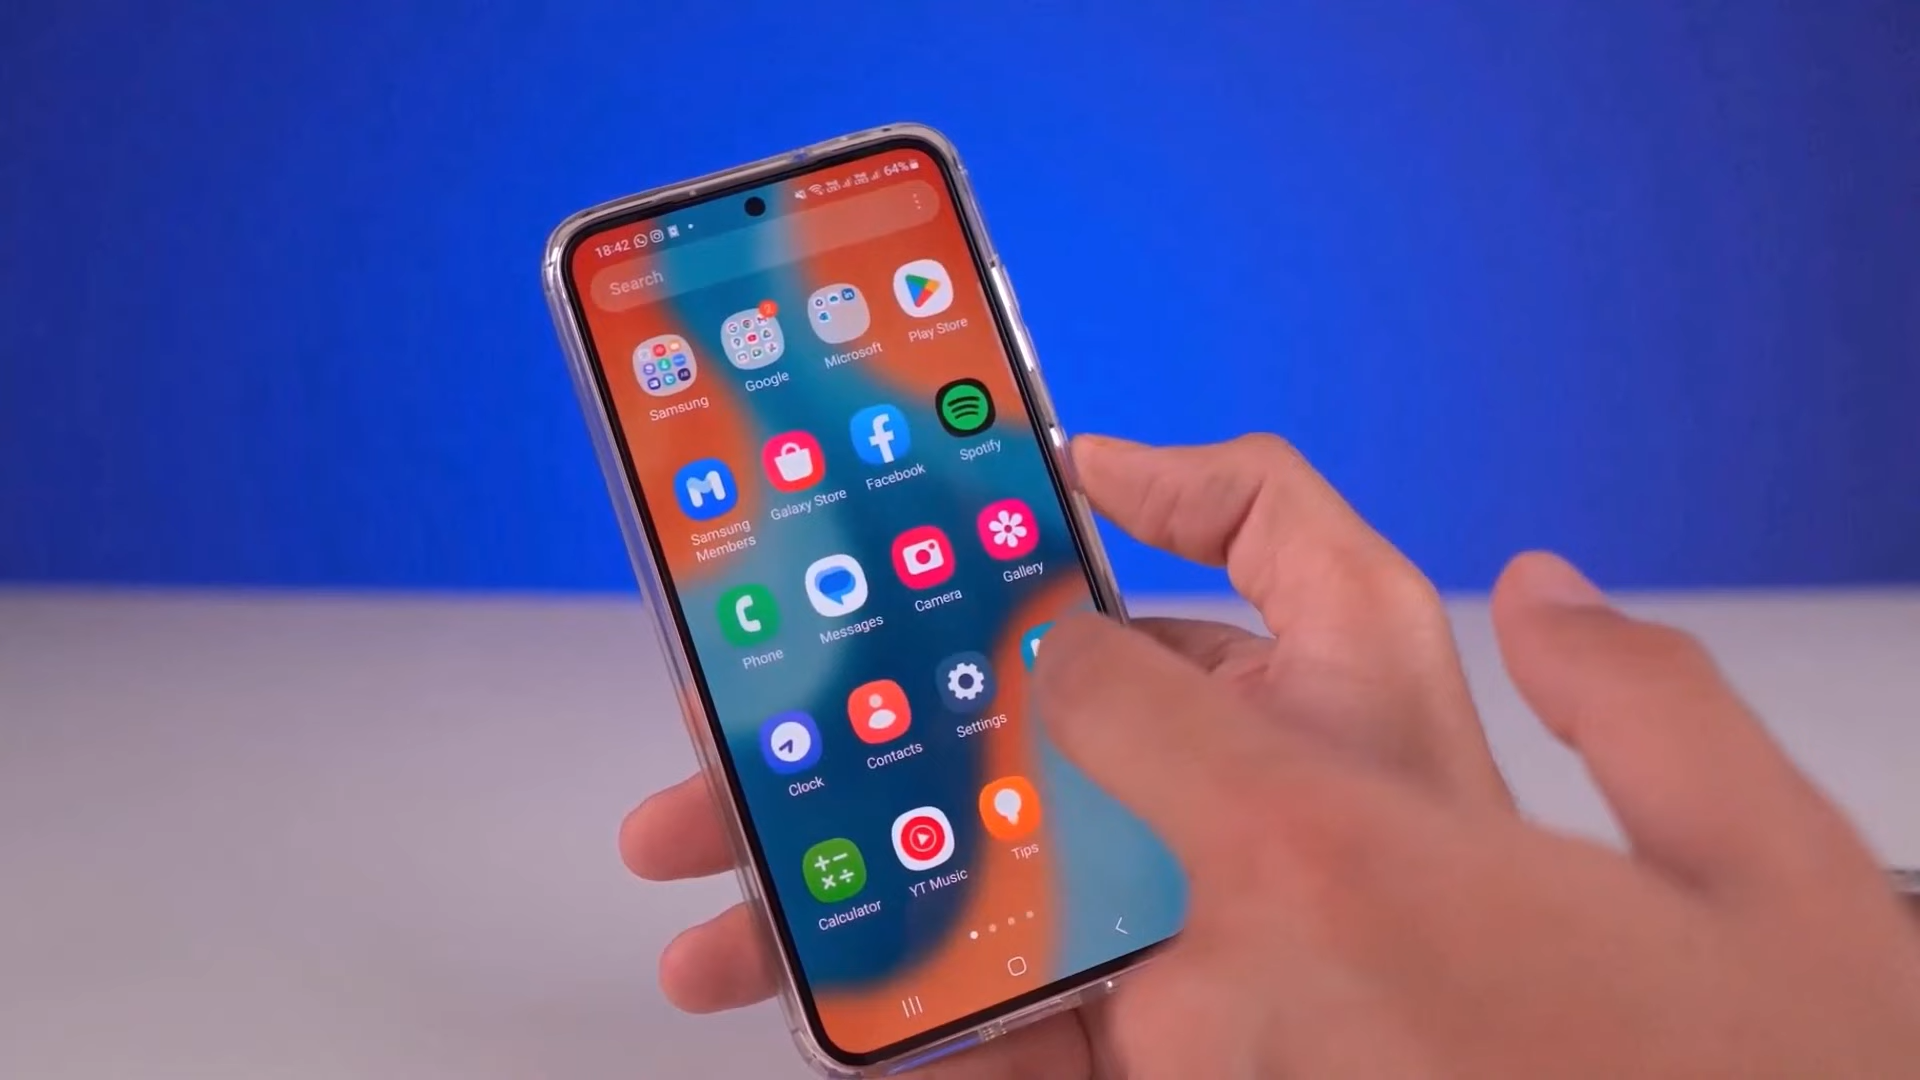 18:42
64%
Search
Samsung
Google
2
Microsoft
Play Store
Samsung
Members
Galaxy Store
Facebook
Spotify
Phone
Messages
Camera
Gallery
Clock
Contacts
Settings
Calculator
YT Music
Tips